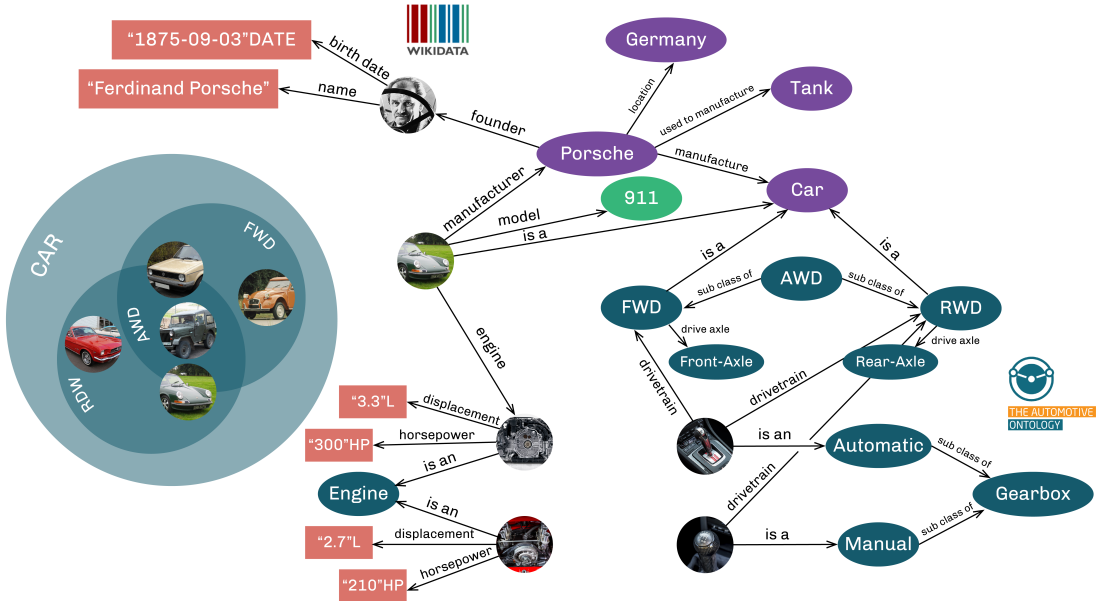 “1875-09-03”DATE
birth date
“Ferdinand Porsche”
name
WIKIDATA
founder
Germany
location
Tank
used to manufacture
Porsche
manufacture
Car
manufacturer
911
model
is a
CAR
FWD
AWD
RDW
is a
is a
AWD
sub class of
sub class of
FWD
RWD
drive axle
drive axle
Front-Axle
Rear-Axle
engine
drivetrain
drivetrain
THE AUTOMOTIVE
ONTOLOGY
“3.3”L
displacement
“300”HP
horsepower
is an
Engine
is an
“2.7”L
displacement
“210”HP
horsepower
is an
Automatic
sub class of
Gearbox
drivetrain
is a
Manual
sub class of